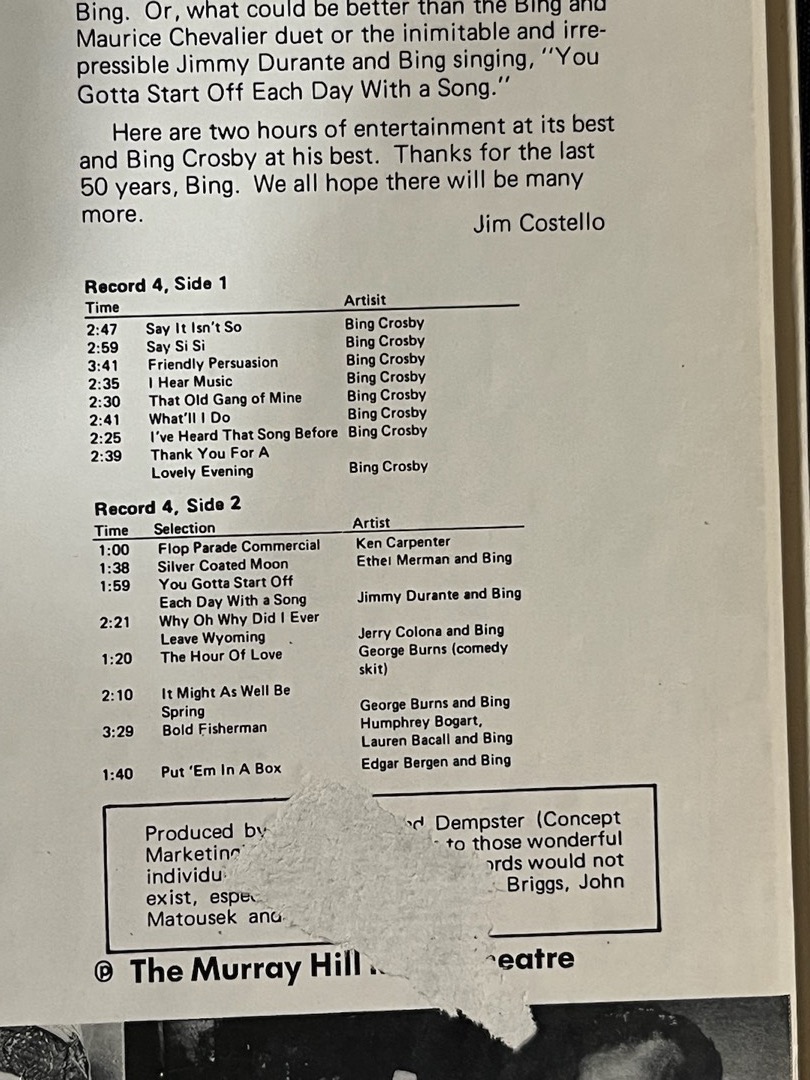 Bing. Or, what could be better than the Bing and
Maurice Chevalier duet or the inimitable and irre-
pressible Jimmy Durante and Bing singing, "You
Gotta Start Off Each Day With a Song."
Here are two hours of entertainment at its best
and Bing Crosby at his best. Thanks for the last
50 years, Bing. We all hope there will be many
more.
Jim Costello
Record 4, Side 1
Time Artisit
2:47 Say It Isn't So Bing Crosby
2:59 Say Si Si Bing Crosby
3:41 Friendly Persuasion Bing Crosby
2:35 I Hear Music Bing Crosby
2:30 That Old Gang of Mine Bing Crosby
2:41 What'll I Do Bing Crosby
2:25 I've Heard That Song Before Bing Crosby
2:39 Thank You For A
Lovely Evening Bing Crosby
Record 4, Side 2
Time Selection Artist
1:00 Flop Parade Commercial Ken Carpenter
1:38 Silver Coated Moon Ethel Merman and Bing
1:59 You Gotta Start Off
Each Day With a Song Jimmy Durante and Bing
2:21 Why Oh Why Did I Ever
Leave Wyoming Jerry Colona and Bing
1:20 The Hour Of Love George Burns (comedy
skit)
2:10 It Might As Well Be
Spring George Burns and Bing
3:29 Bold Fisherman Humphrey Bogart,
Lauren Bacall and Bing
1:40 Put 'Em In A Box Edgar Bergen and Bing
Produced by Dempster (Concept
Marketing to those wonderful
would not
exist, Briggs, John
Matousek and
℗ The Murray Hill